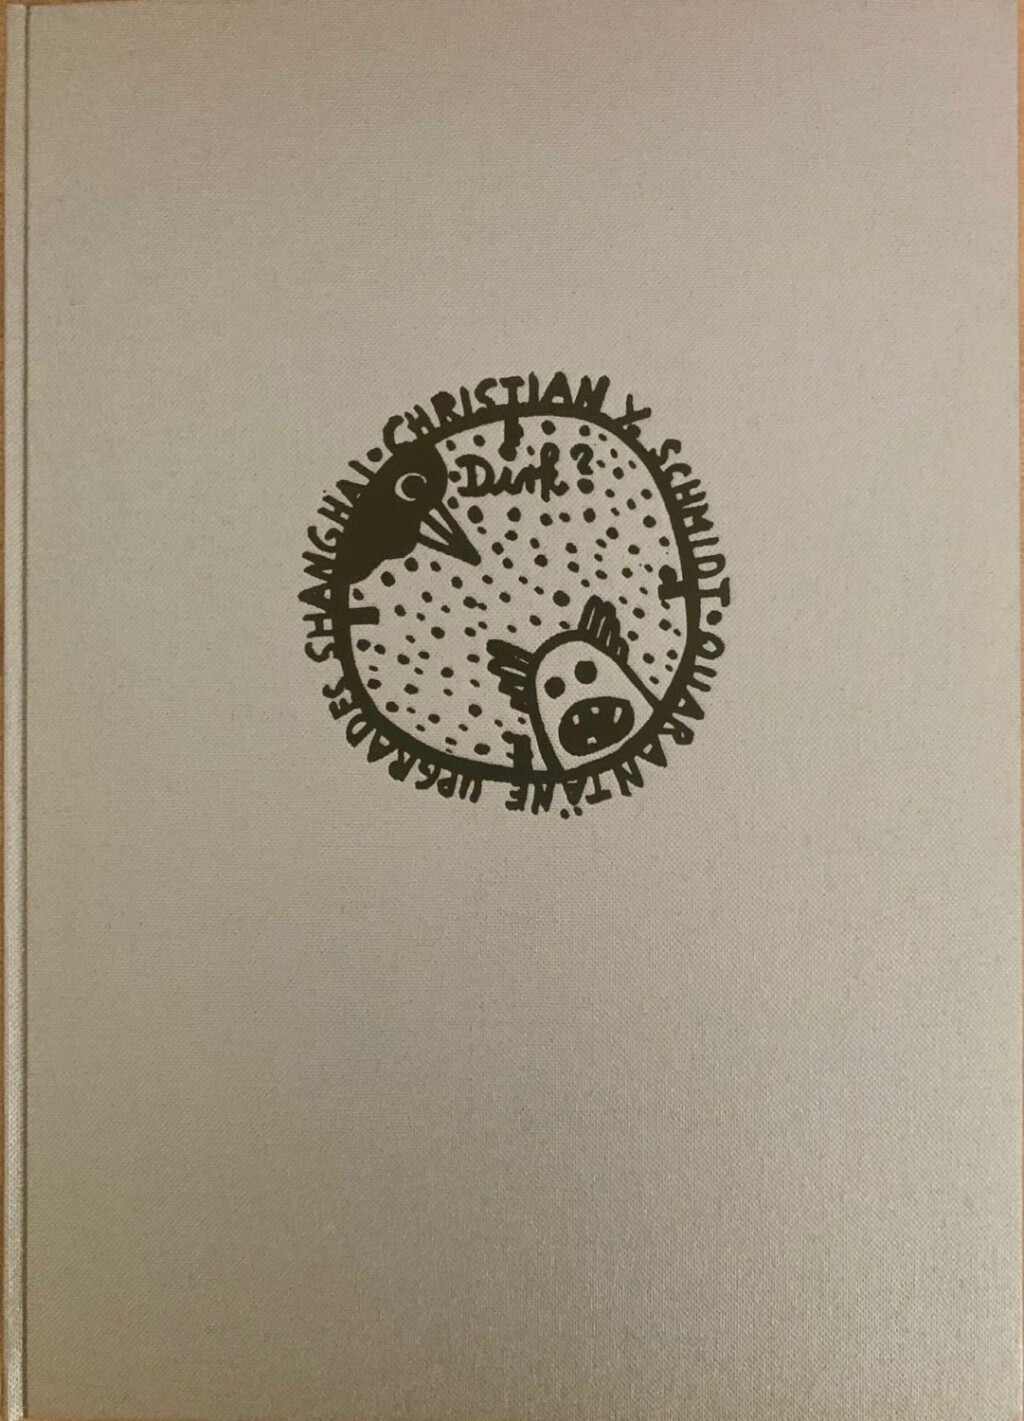 CHRISTIAN Y. SCHMIDT · QUARANTÄNE UPGRADES SHANGHAI ·
Dirk?